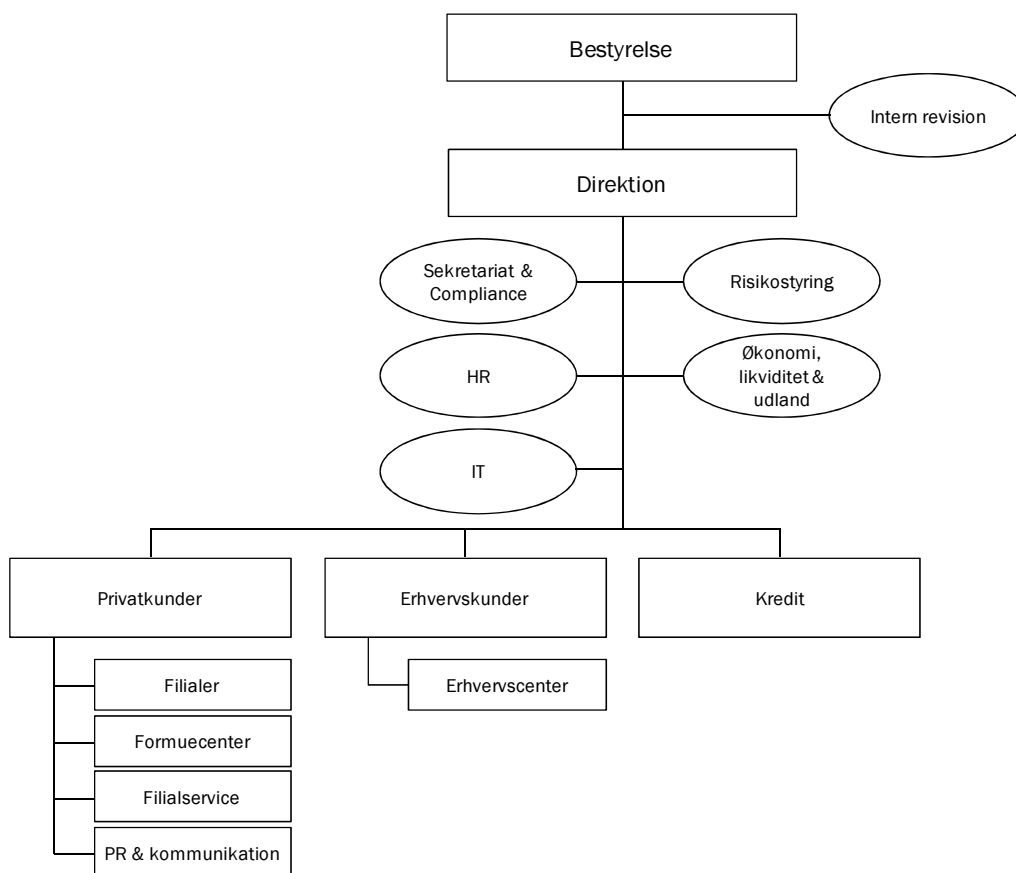 Bestyrelse
Intern revision
Direktion
Sekretariat &
Compliance
Risikostyring
HR
Økonomi,
likviditet &
udland
IT
Privatkunder
Erhvervskunder
Kredit
Filialer
Erhvervscenter
Formuecenter
Filialservice
PR & kommunikation